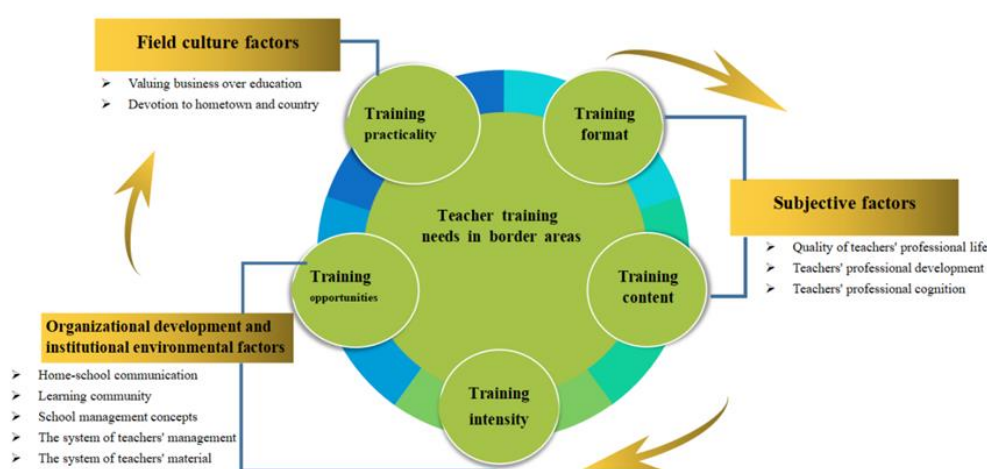 Field culture factors
➢ Valuing business over education
➢ Devotion to hometown and country
Training
practicality
Training
format
Teacher training
needs in border areas
Subjective factors
➢ Quality of teachers' professional life
➢ Teachers' professional development
➢ Teachers' professional cognition
Training
opportunities
Training
content
Organizational development and
institutional environmental factors
➢ Home-school communication
➢ Learning community
➢ School management concepts
➢ The system of teachers' management
➢ The system of teachers' material
Training
intensity